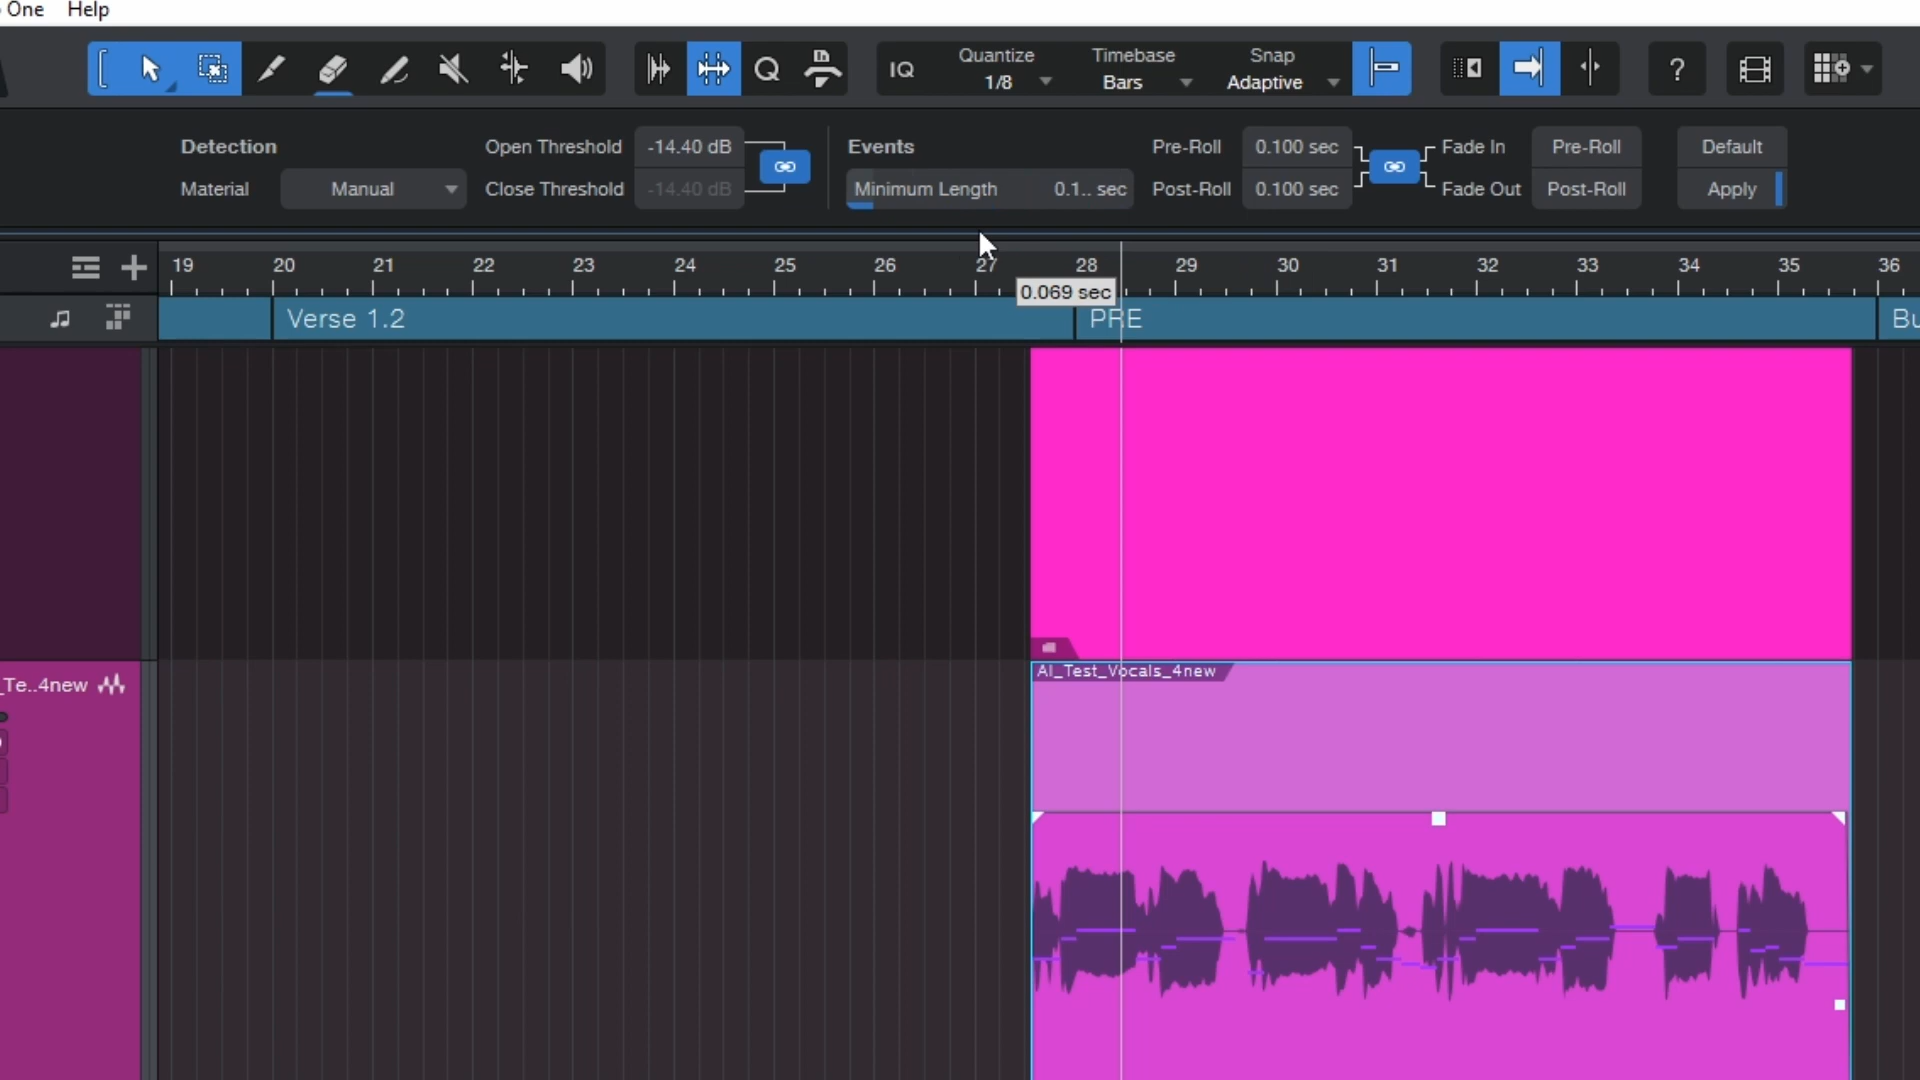 One Help
IQ Quantize 1/8 Timebase Bars Snap Adaptive ?
Detection Open Threshold -14.40 dB Events Pre-Roll 0.100 sec Fade In Pre-Roll Default
Material Manual Close Threshold -14.40 dB Minimum Length 0.1.. sec Post-Roll 0.100 sec Fade Out Post-Roll Apply
19 20 21 22 23 24 25 26 27 28 29 30 31 32 33 34 35 36
0.069 sec
Verse 1.2 PRE Bu
_Te..4new AI_Test_Vocals_4new